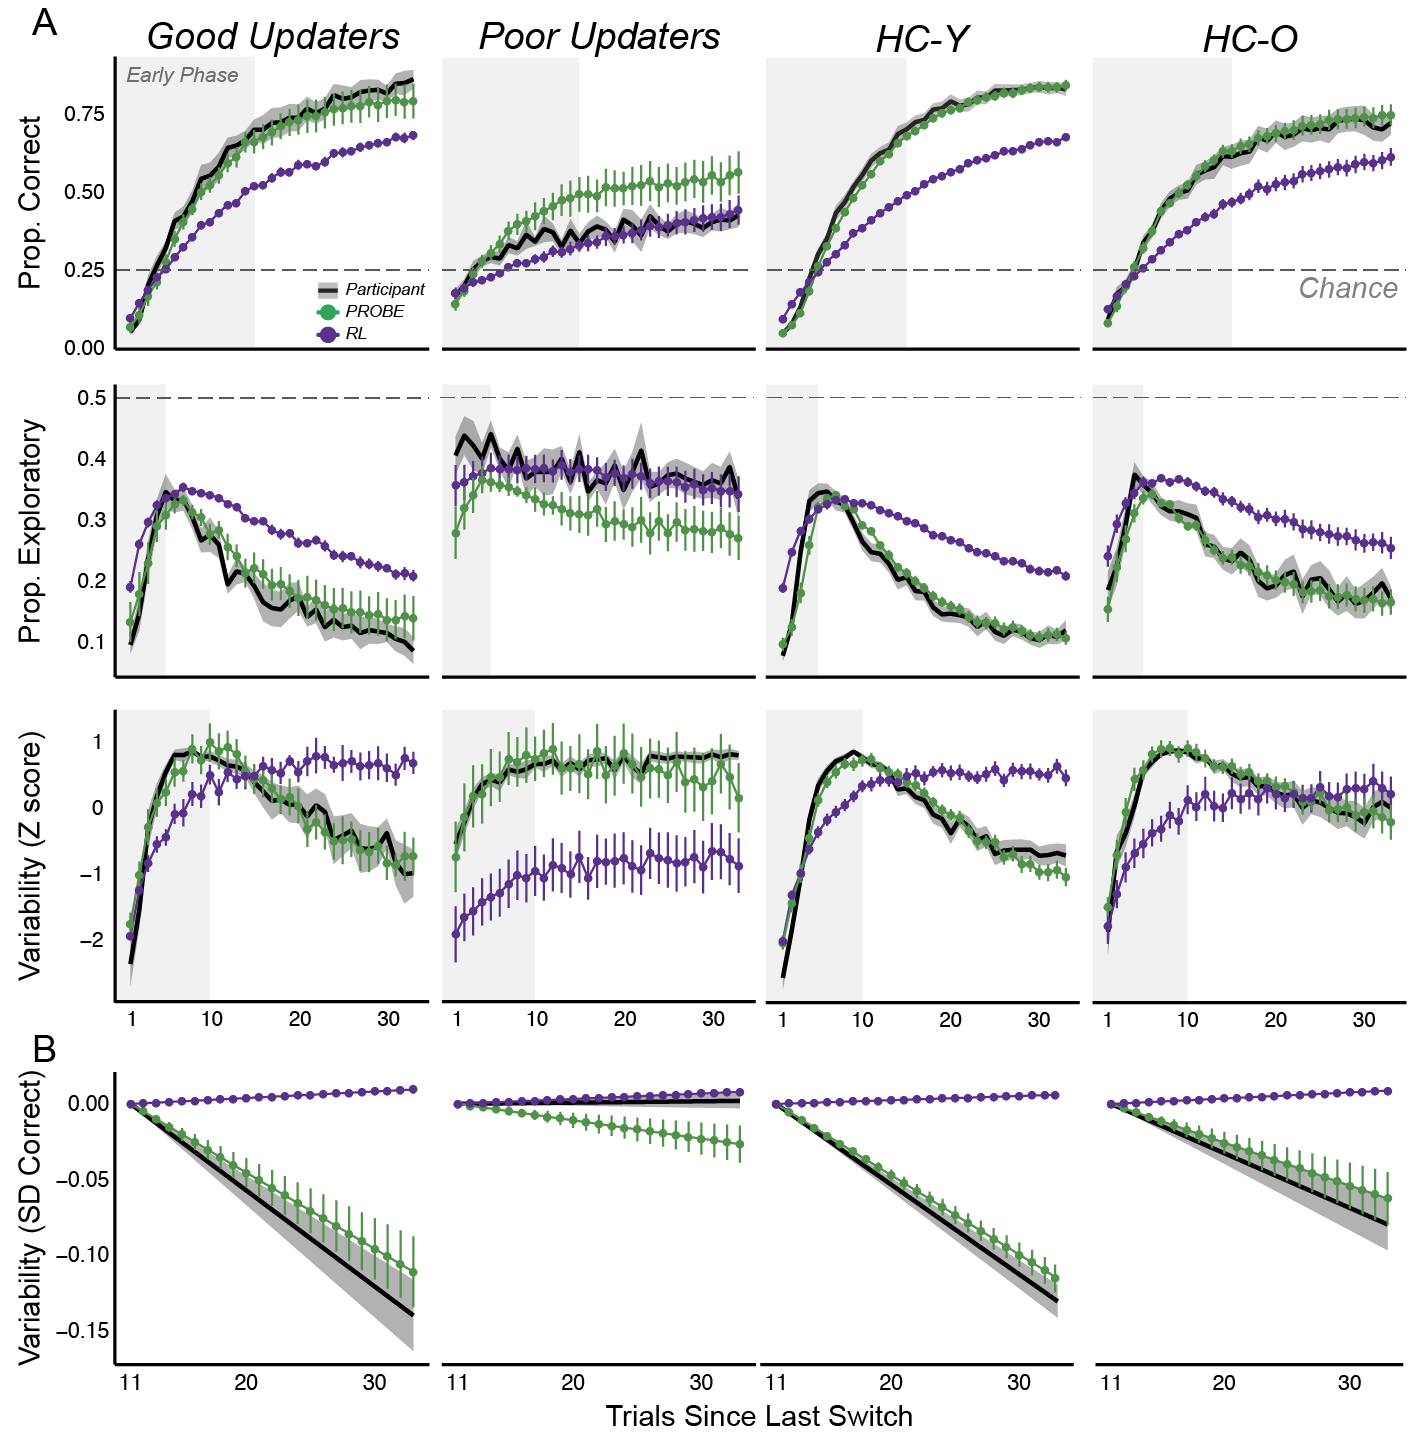 A
Good Updaters
Poor Updaters
HC-Y
HC-O
Early Phase
Prop. Correct
0.75
0.50
0.25
0.00
Participant
PROBE
RL
Chance
Prop. Exploratory
0.5
0.4
0.3
0.2
0.1
Variability (Z score)
1
0
−1
−2
1 10 20 30
1 10 20 30
1 10 20 30
1 10 20 30
B
Variability (SD Correct)
0.00
−0.05
−0.10
−0.15
11 20 30
11 20 30
11 20 30
11 20 30
Trials Since Last Switch